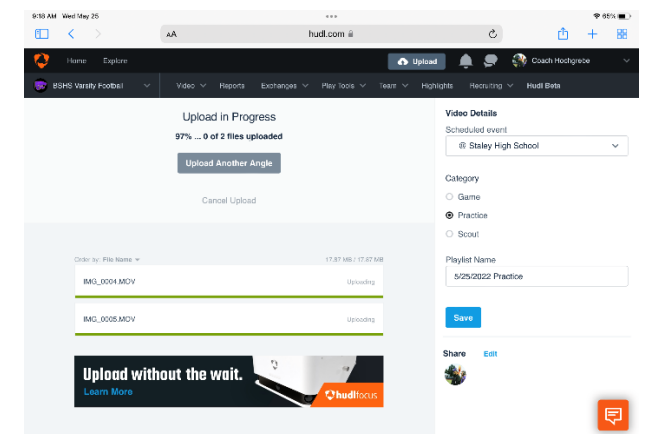 9:18 AM Wed May 25
65%
AA
hudl.com
Home Explore
Upload
Coach Hochgrebe
BSHS Varsity Football
Video Reports Exchanges Play Tools Team Highlights Recruiting Hudl Beta
Upload in Progress
97% ... 0 of 2 files uploaded
Upload Another Angle
Cancel Upload
Order by: File Name
17.87 MB / 17.87 MB
IMG_0004.MOV
Uploading
IMG_0005.MOV
Uploading
Upload without the wait.
Learn More
hudlfocus
Video Details
Scheduled event
@ Staley High School
Category
Game
Practice
Scout
Playlist Name
5/25/2022 Practice
Save
Share Edit